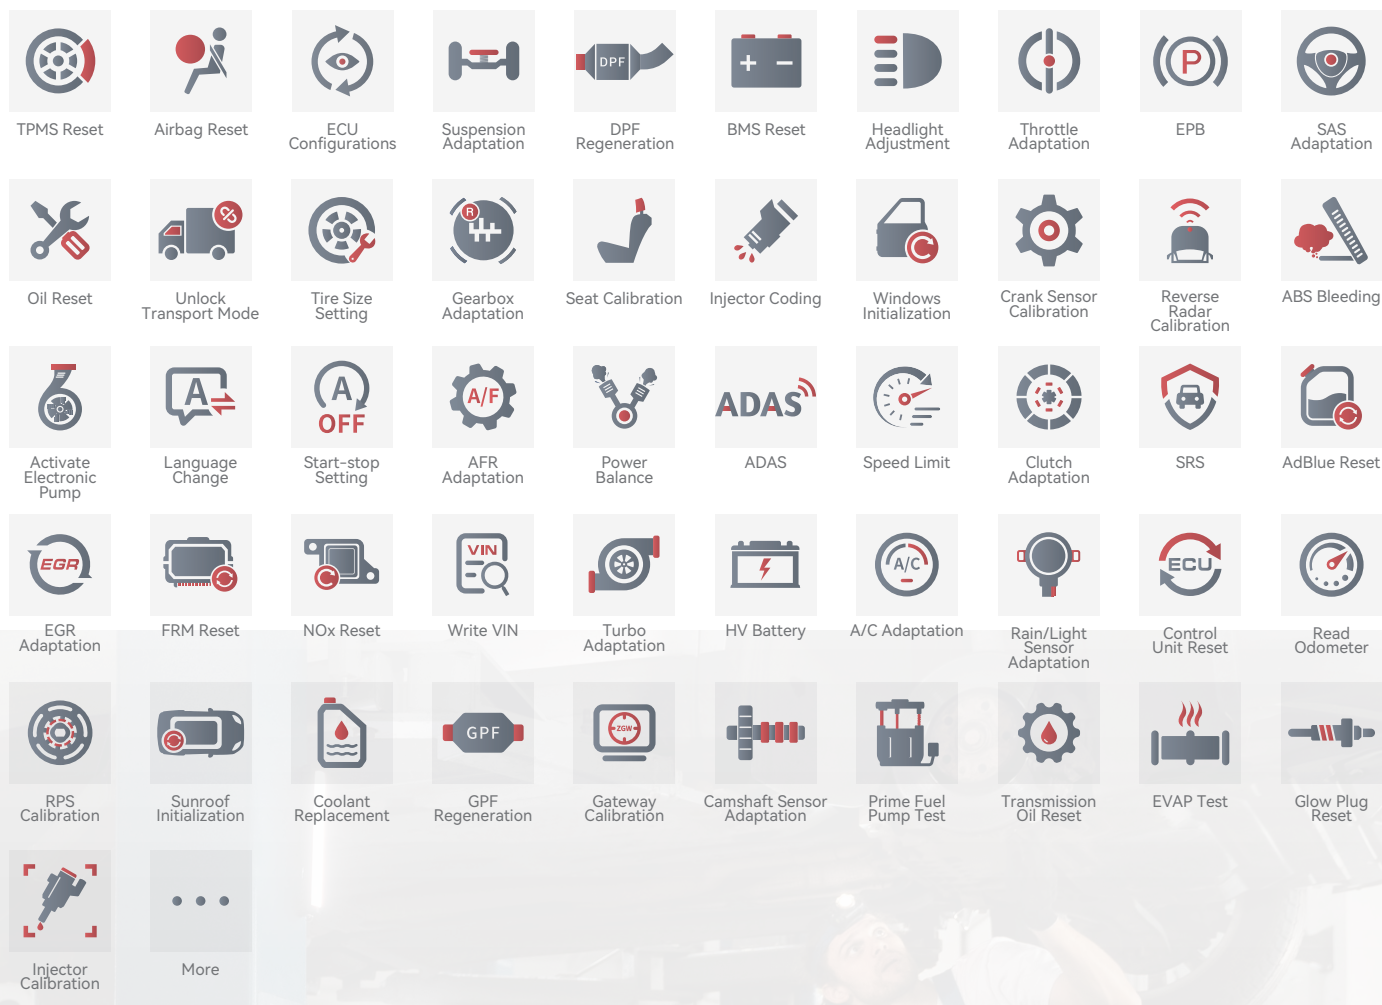 DPF
P
TPMS Reset
Airbag Reset
ECU
Configurations
Suspension
Adaptation
DPF
Regeneration
BMS Reset
Headlight
Adjustment
Throttle
Adaptation
EPB
SAS
Adaptation
R
Oil Reset
Unlock
Transport Mode
Tire Size
Setting
Gearbox
Adaptation
Seat Calibration
Injector Coding
Windows
Initialization
Crank Sensor
Calibration
Reverse
Radar
Calibration
ABS Bleeding
A
A
OFF
A/F
ADAS
Activate
Electronic
Pump
Language
Change
Start-stop
Setting
AFR
Adaptation
Power
Balance
ADAS
Speed Limit
Clutch
Adaptation
SRS
AdBlue Reset
EGR
VIN
A/C
ECU
EGR
Adaptation
FRM Reset
NOx Reset
Write VIN
Turbo
Adaptation
HV Battery
A/C Adaptation
Rain/Light
Sensor
Adaptation
Control
Unit Reset
Read
Odometer
GPF
ZGW
RPS
Calibration
Sunroof
Initialization
Coolant
Replacement
GPF
Regeneration
Gateway
Calibration
Camshaft Sensor
Adaptation
Prime Fuel
Pump Test
Transmission
Oil Reset
EVAP Test
Glow Plug
Reset
Injector
Calibration
More